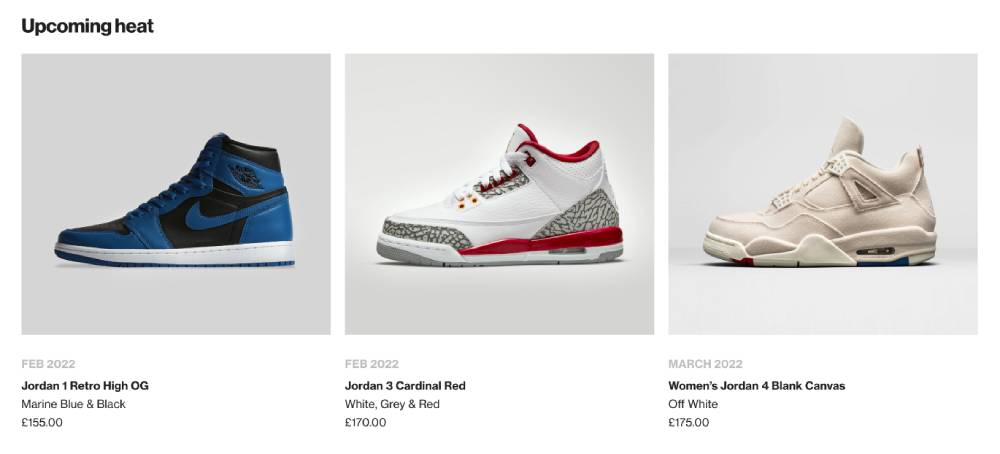 Upcoming heat
FEB 2022
Jordan 1 Retro High OG
Marine Blue & Black
£155.00
FEB 2022
Jordan 3 Cardinal Red
White, Grey & Red
£170.00
MARCH 2022
Women's Jordan 4 Blank Canvas
Off White
£175.00